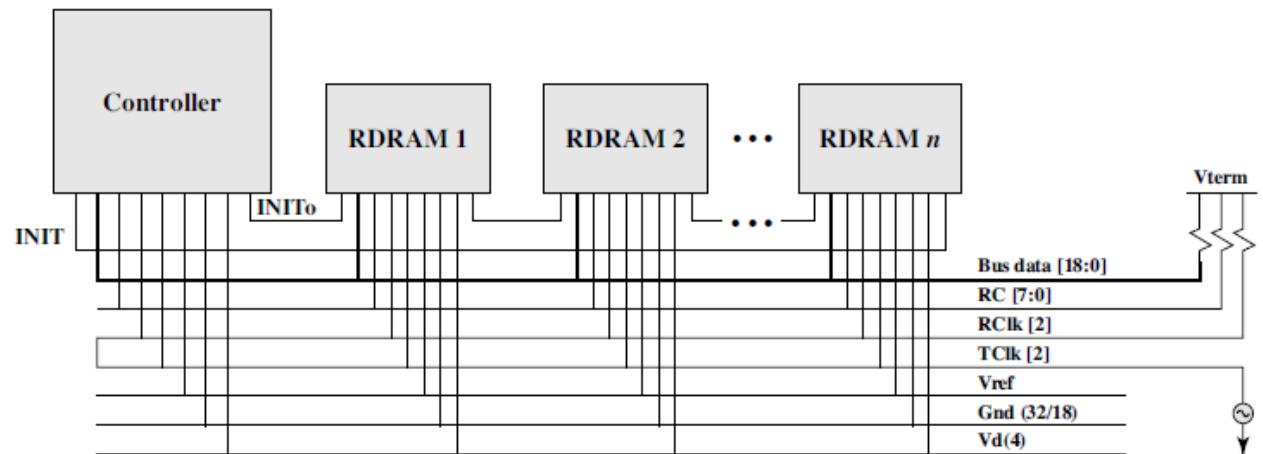 Controller
RDRAM 1
RDRAM 2
• • •
RDRAM n
Vterm
INITo
• • •
INIT
Bus data [18:0]
RC [7:0]
RClk [2]
TClk [2]
Vref
Gnd (32/18)
Vd(4)